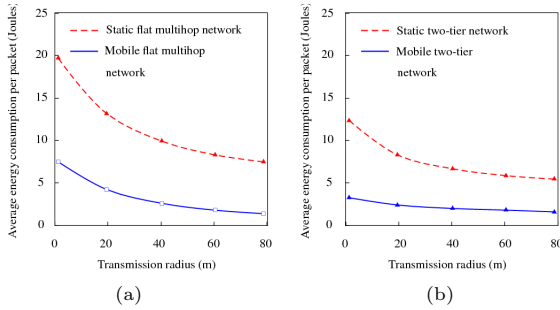 Average energy consumption per packet (Joules)
25
20
15
10
5
0
Static flat multihop network
Mobile flat multihop
network
0
20
40
60
80
Transmission radius (m)
(a)
Average energy consumption per packet (Joules)
25
20
15
10
5
0
Static two-tier network
Mobile two-tier
network
0
20
40
60
80
Transmission radius (m)
(b)